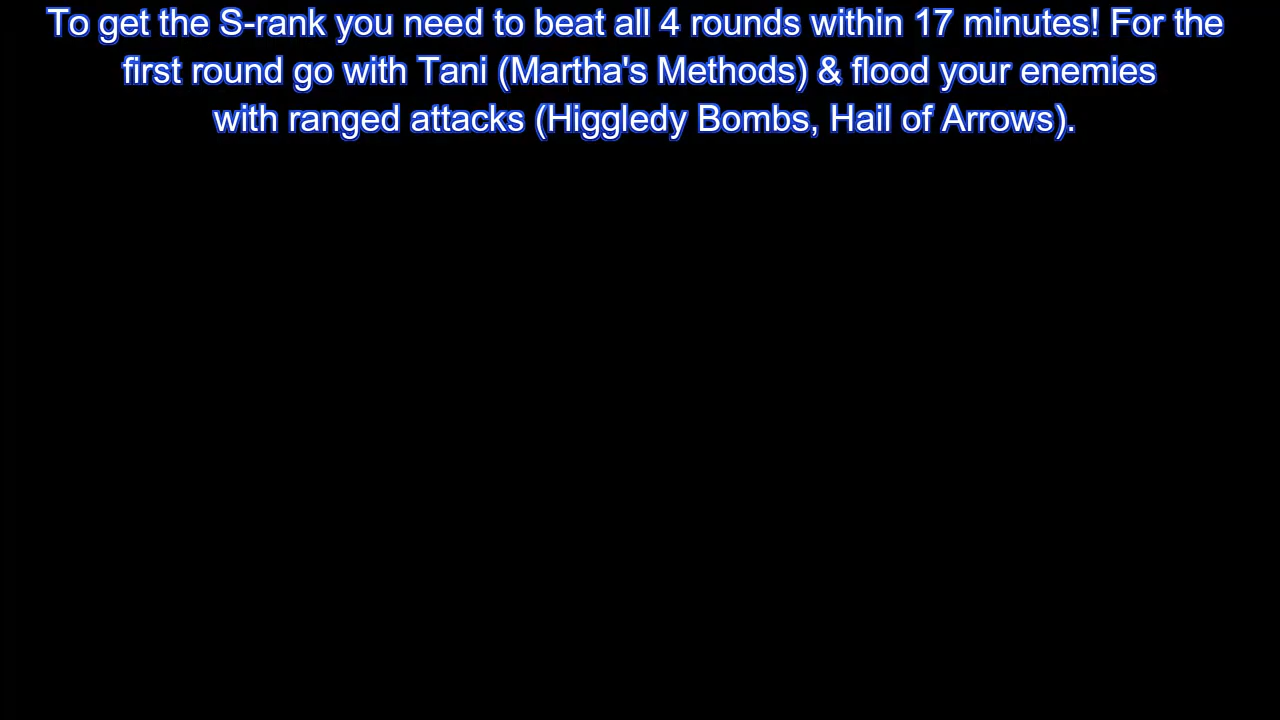 To get the S-rank you need to beat all 4 rounds within 17 minutes! For the
first round go with Tani (Martha's Methods) & flood your enemies
with ranged attacks (Higgledy Bombs, Hail of Arrows).